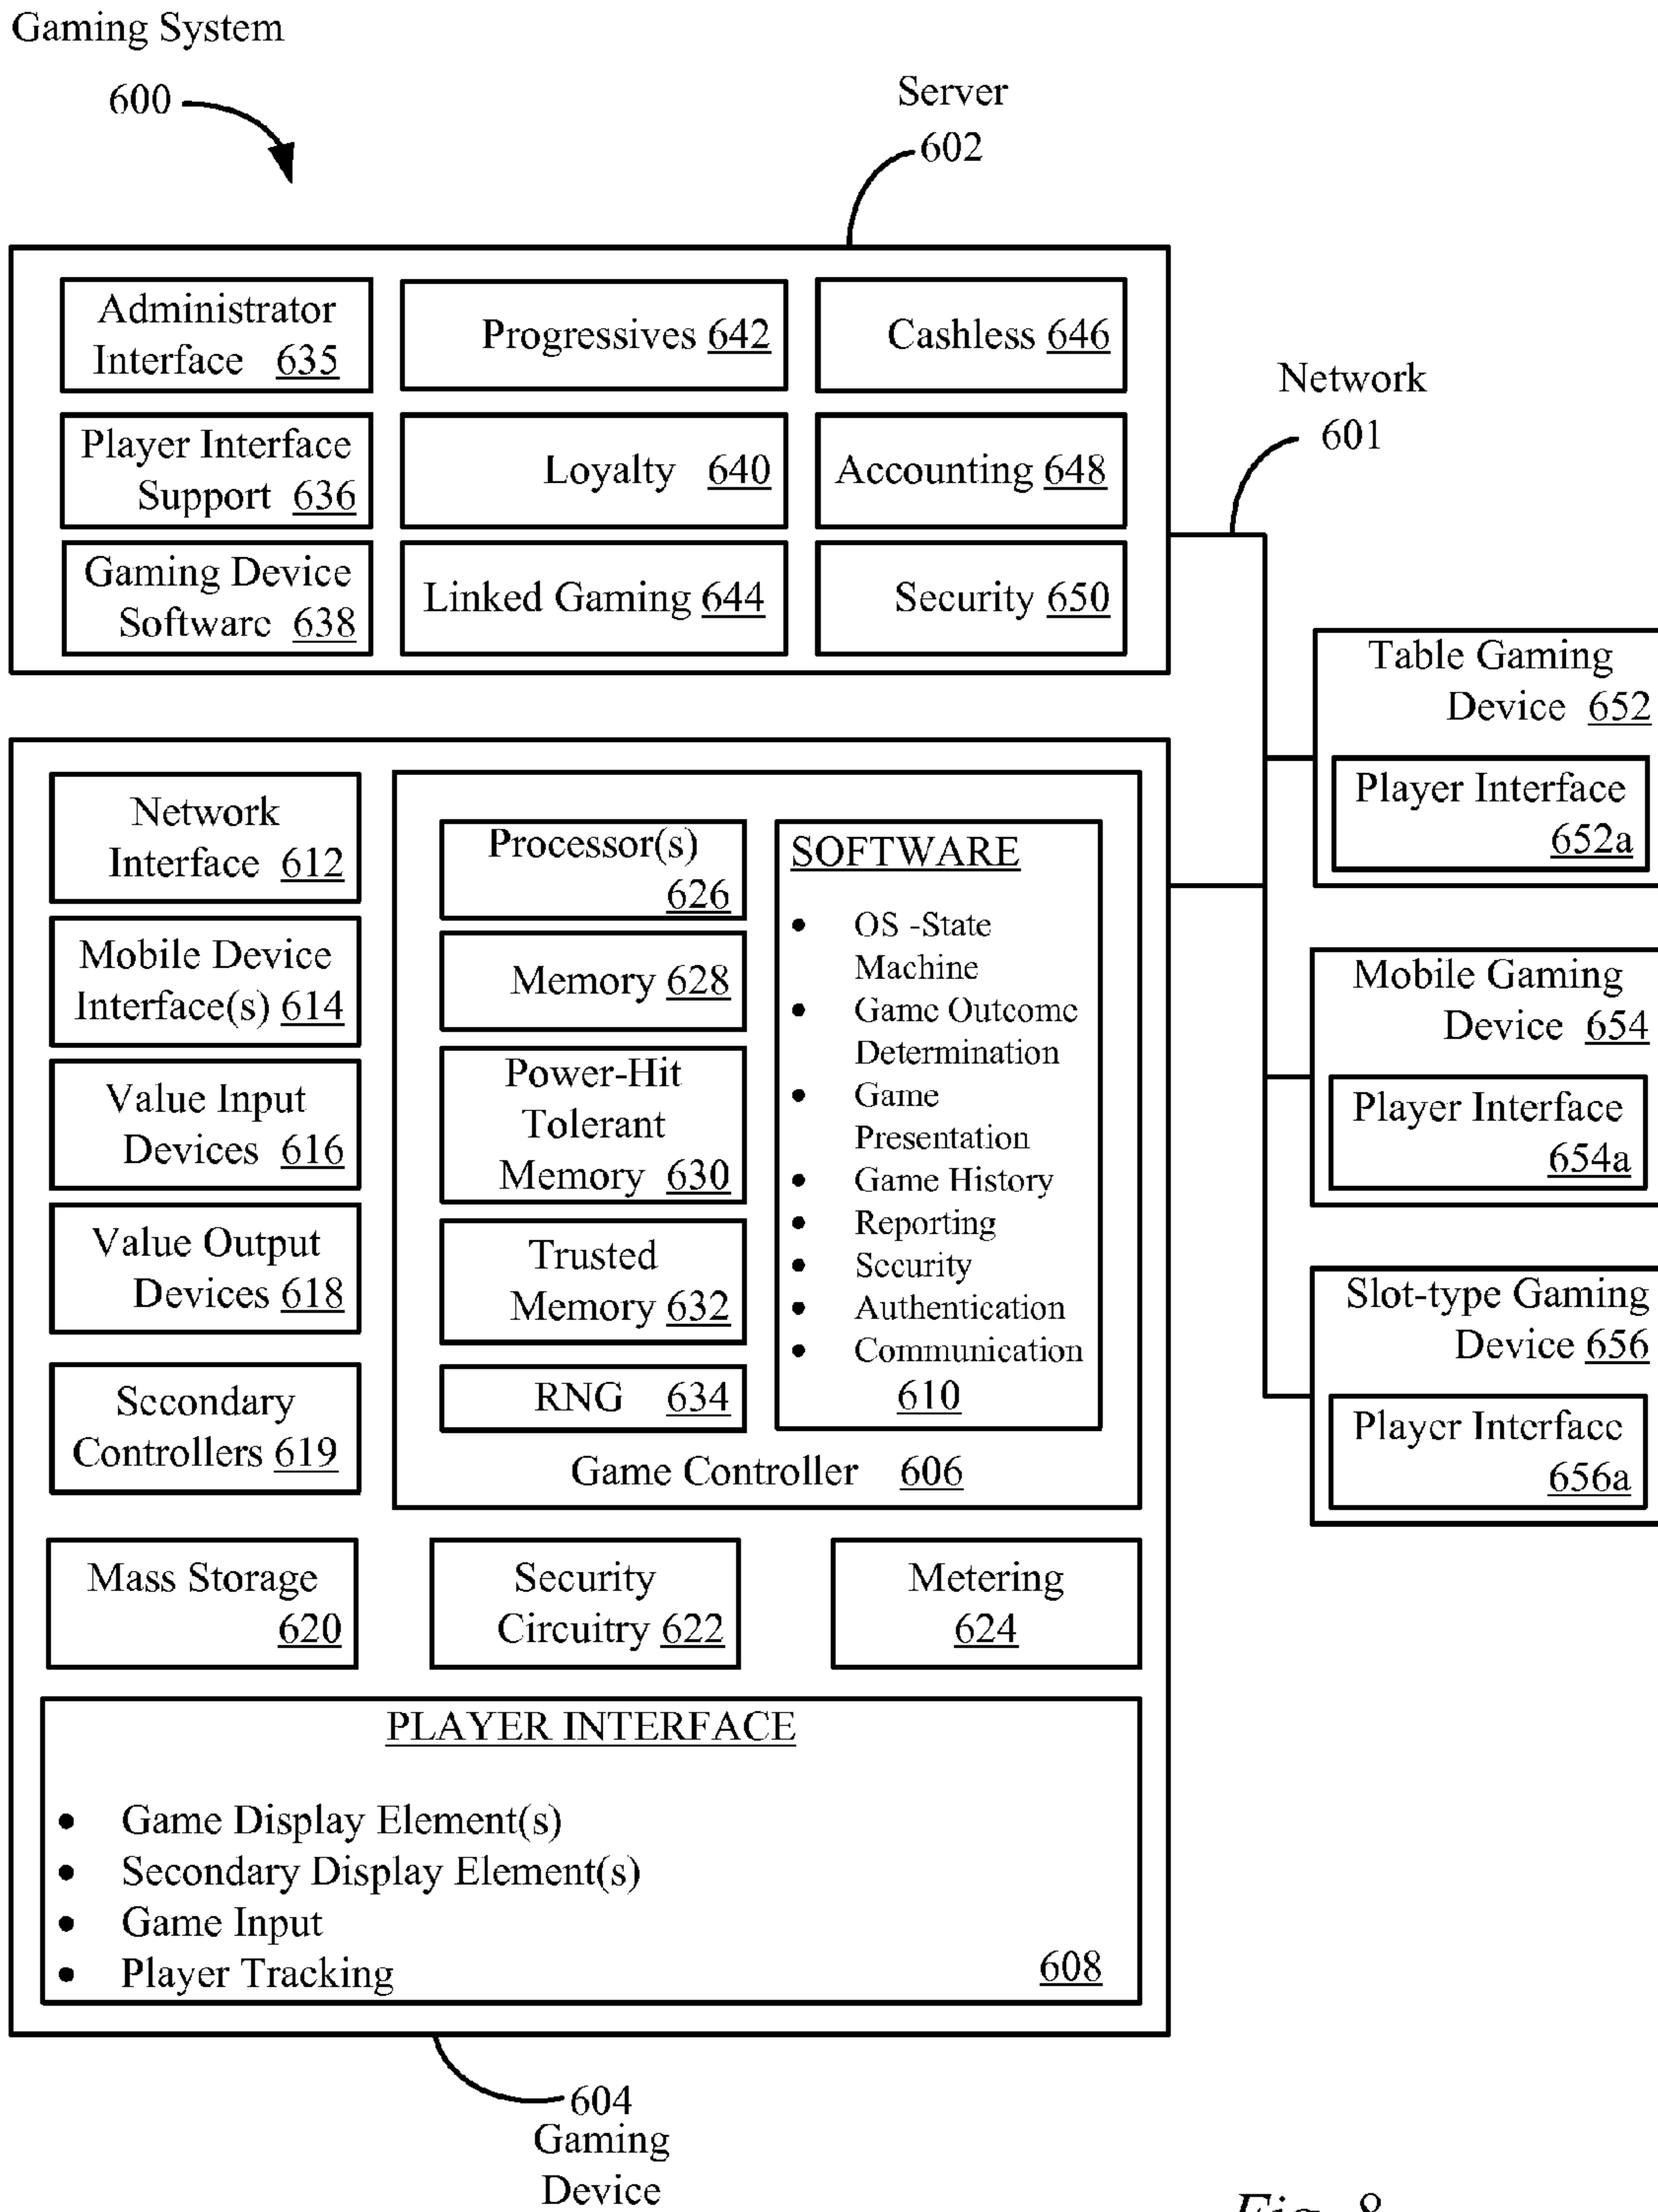 Gaming System
600
Server
602
Administrator
Interface 635
Progressives 642
Cashless 646
Player Interface
Support 636
Loyalty 640
Accounting 648
Gaming Device
Software 638
Linked Gaming 644
Security 650
Network
601
Table Gaming
Device 652
Player Interface
652a
Mobile Gaming
Device 654
Player Interface
654a
Slot-type Gaming
Device 656
Player Interface
656a
Network
Interface 612
Mobile Device
Interface(s) 614
Value Input
Devices 616
Value Output
Devices 618
Secondary
Controllers 619
Processor(s)
626
Memory 628
Power-Hit
Tolerant
Memory 630
Trusted
Memory 632
RNG 634
SOFTWARE
• OS -State
Machine
• Game Outcome
Determination
• Game
Presentation
• Game History
• Reporting
• Security
• Authentication
• Communication
610
Game Controller 606
Mass Storage
620
Security
Circuitry 622
Metering
624
PLAYER INTERFACE
• Game Display Element(s)
• Secondary Display Element(s)
• Game Input
• Player Tracking
608
604
Gaming
Device
Fig. 8